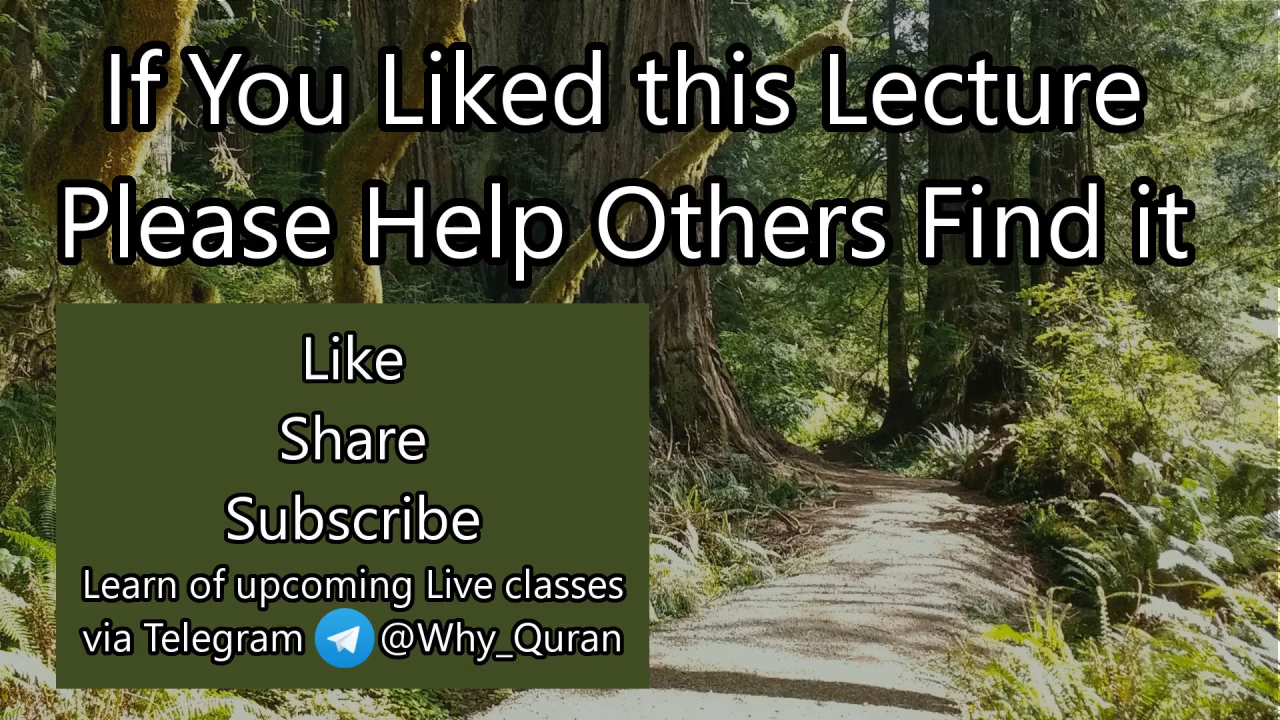 If You Liked this Lecture
Please Help Others Find it
Like
Share
Subscribe
Learn of upcoming Live classes
via Telegram @Why_Quran